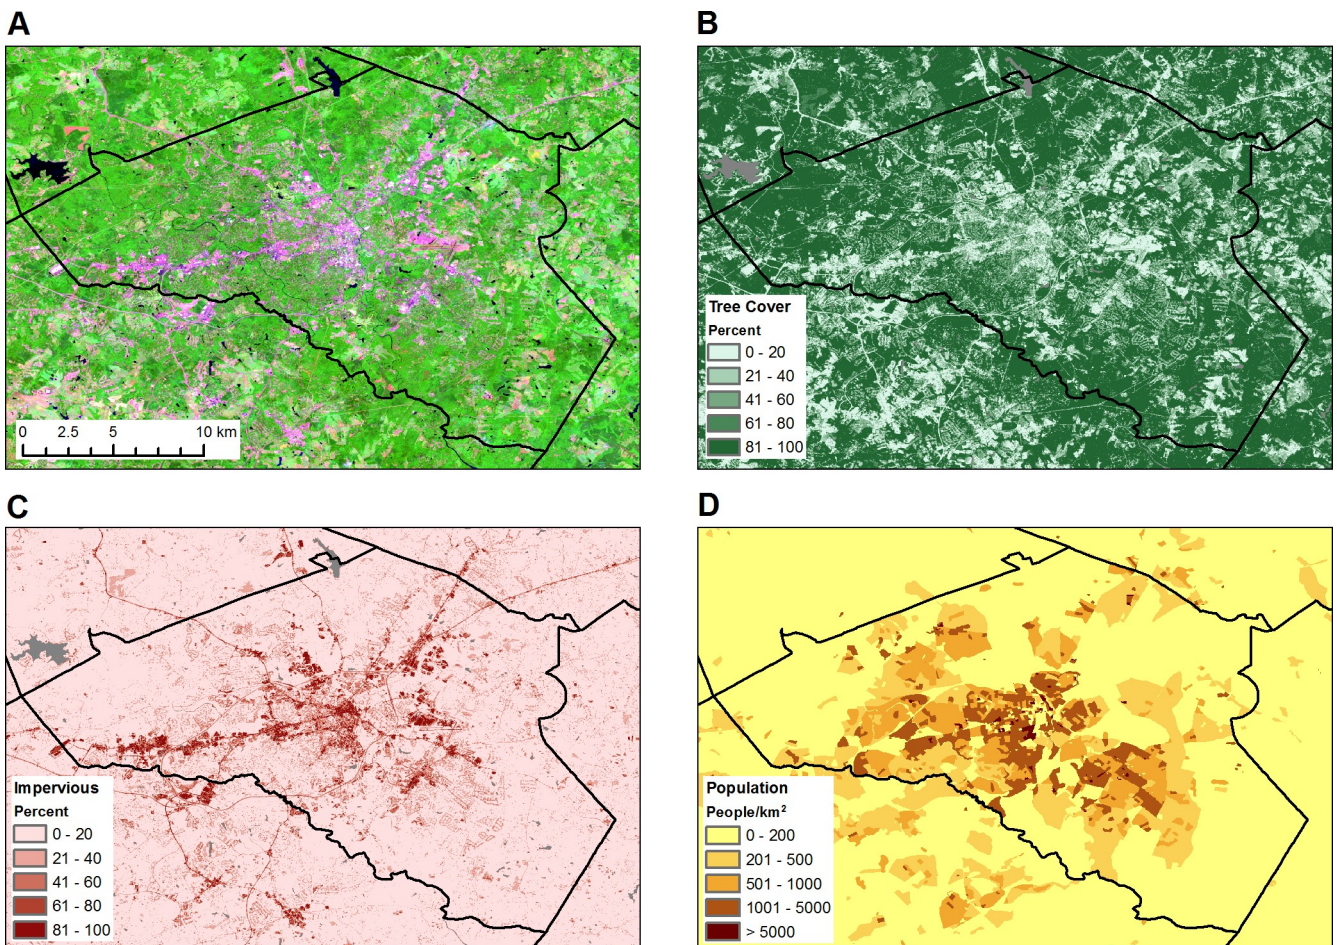 A
B
0 2.5 5 10 km
Tree Cover
Percent
0 - 20
21 - 40
41 - 60
61 - 80
81 - 100
C
D
Impervious
Percent
0 - 20
21 - 40
41 - 60
61 - 80
81 - 100
Population
People/km²
0 - 200
201 - 500
501 - 1000
1001 - 5000
> 5000